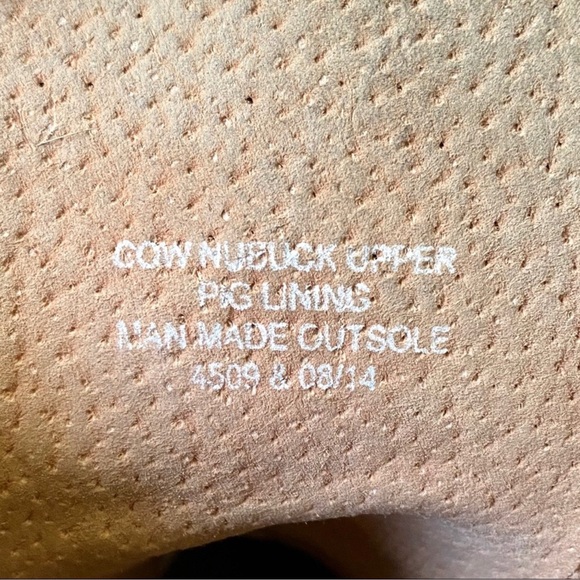 COW NUBUCK UPPER
PIG LINING
MAN MADE OUTSOLE
4509 & 08/14